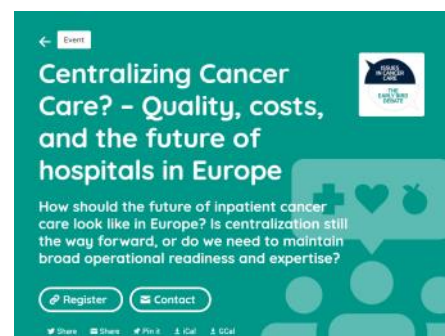 Event
Centralizing Cancer
Care? – Quality, costs,
and the future of
hospitals in Europe
ISSUES
IN CANCER
CARE
THE
EARLY BIRD
DEBATE
How should the future of inpatient cancer
care look like in Europe? Is centralization still
the way forward, or do we need to maintain
broad operational readiness and expertise?
Register
Contact
Share
Share
Pin it
iCal
GCal